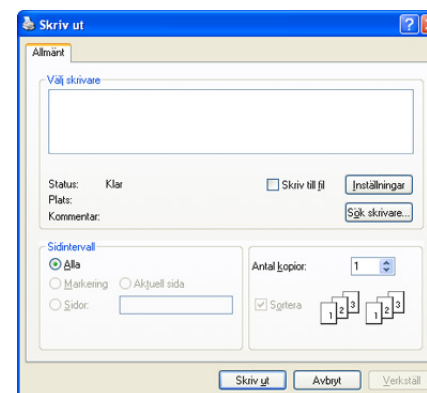 Skriv ut
Allmänt
Välj skrivare
Status: Klar
Skriv till fil
Inställningar
Plats:
Kommentar:
Sök skrivare...
Sidintervall
Alla
Markering
Aktuell sida
Sidor:
Antal kopior: 1
Sortera
1 2 3 1 2 3
Skriv ut
Avbryt
Verkställ